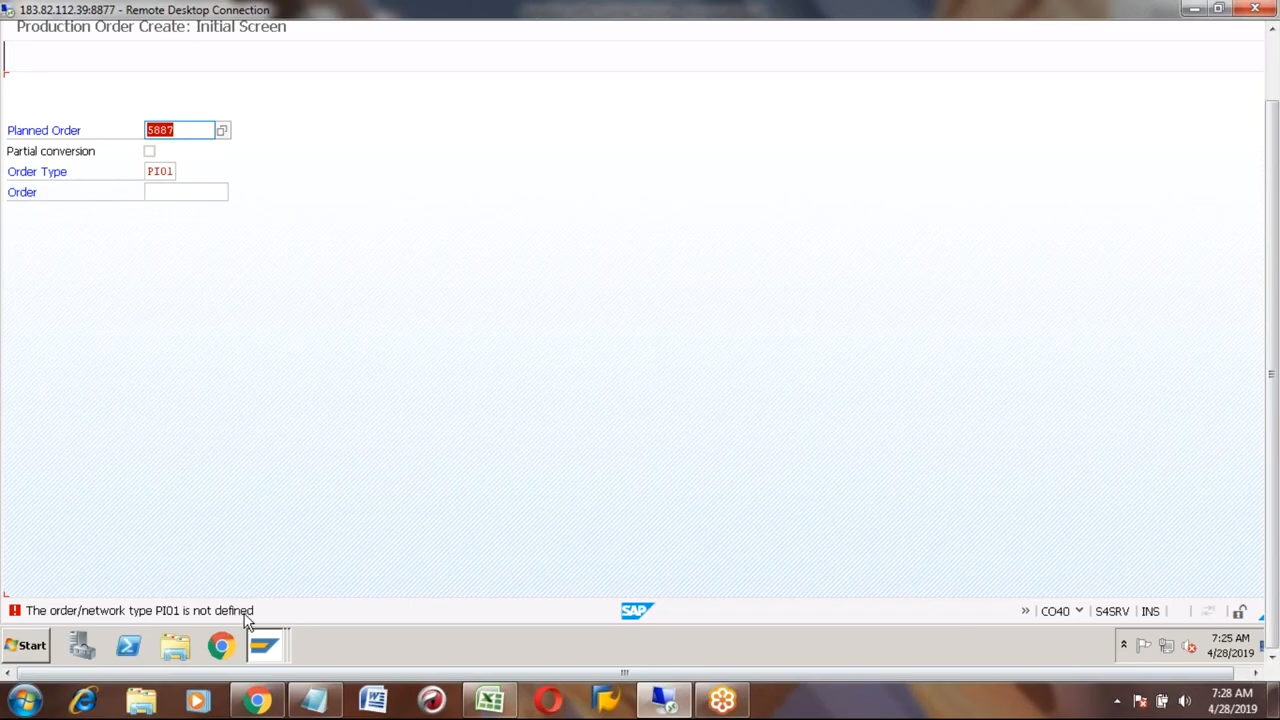 183.82.112.39:8877 - Remote Desktop Connection
Production Order Create: Initial Screen
Planned Order 5887
Partial conversion
Order Type PI01
Order
The order/network type PI01 is not defined
SAP
» CO40 S4SRV INS
Start
7:25 AM
4/28/2019
7:28 AM
4/28/2019